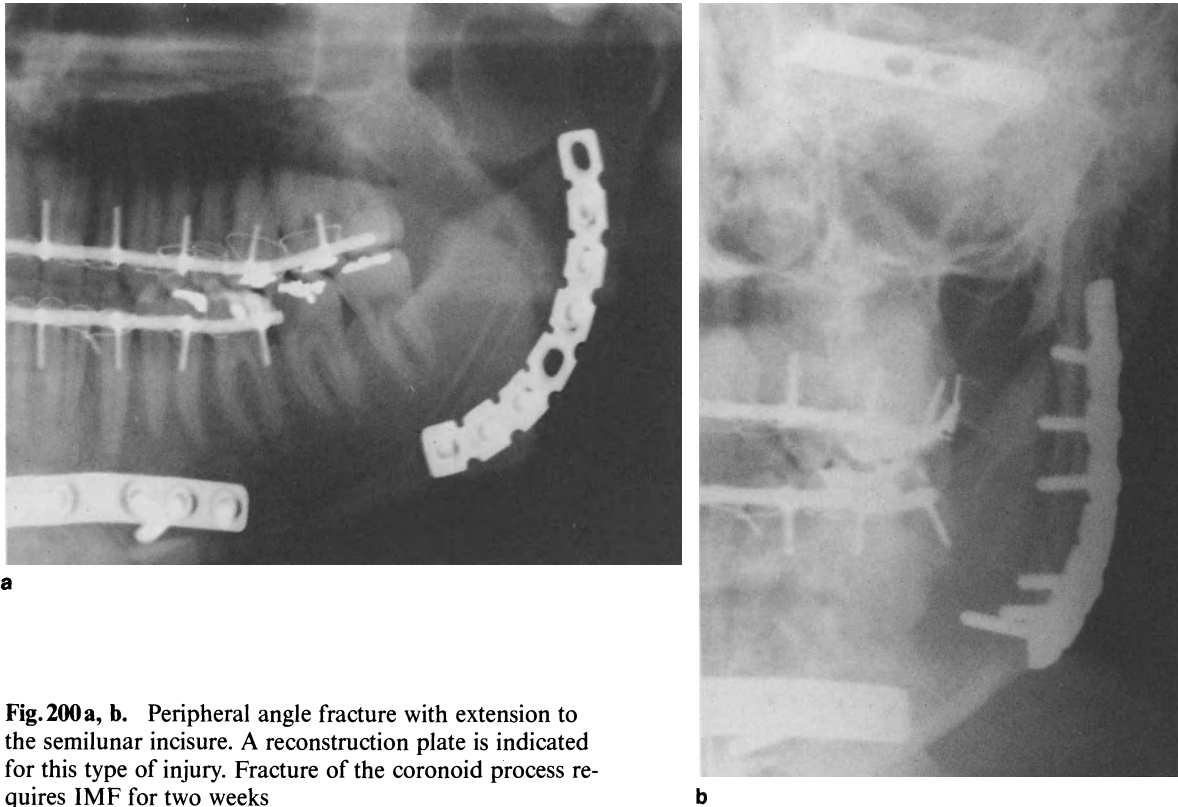 a
Fig. 200 a, b. Peripheral angle fracture with extension to
the semilunar incisure. A reconstruction plate is indicated
for this type of injury. Fracture of the coronoid process re-
quires IMF for two weeks
b